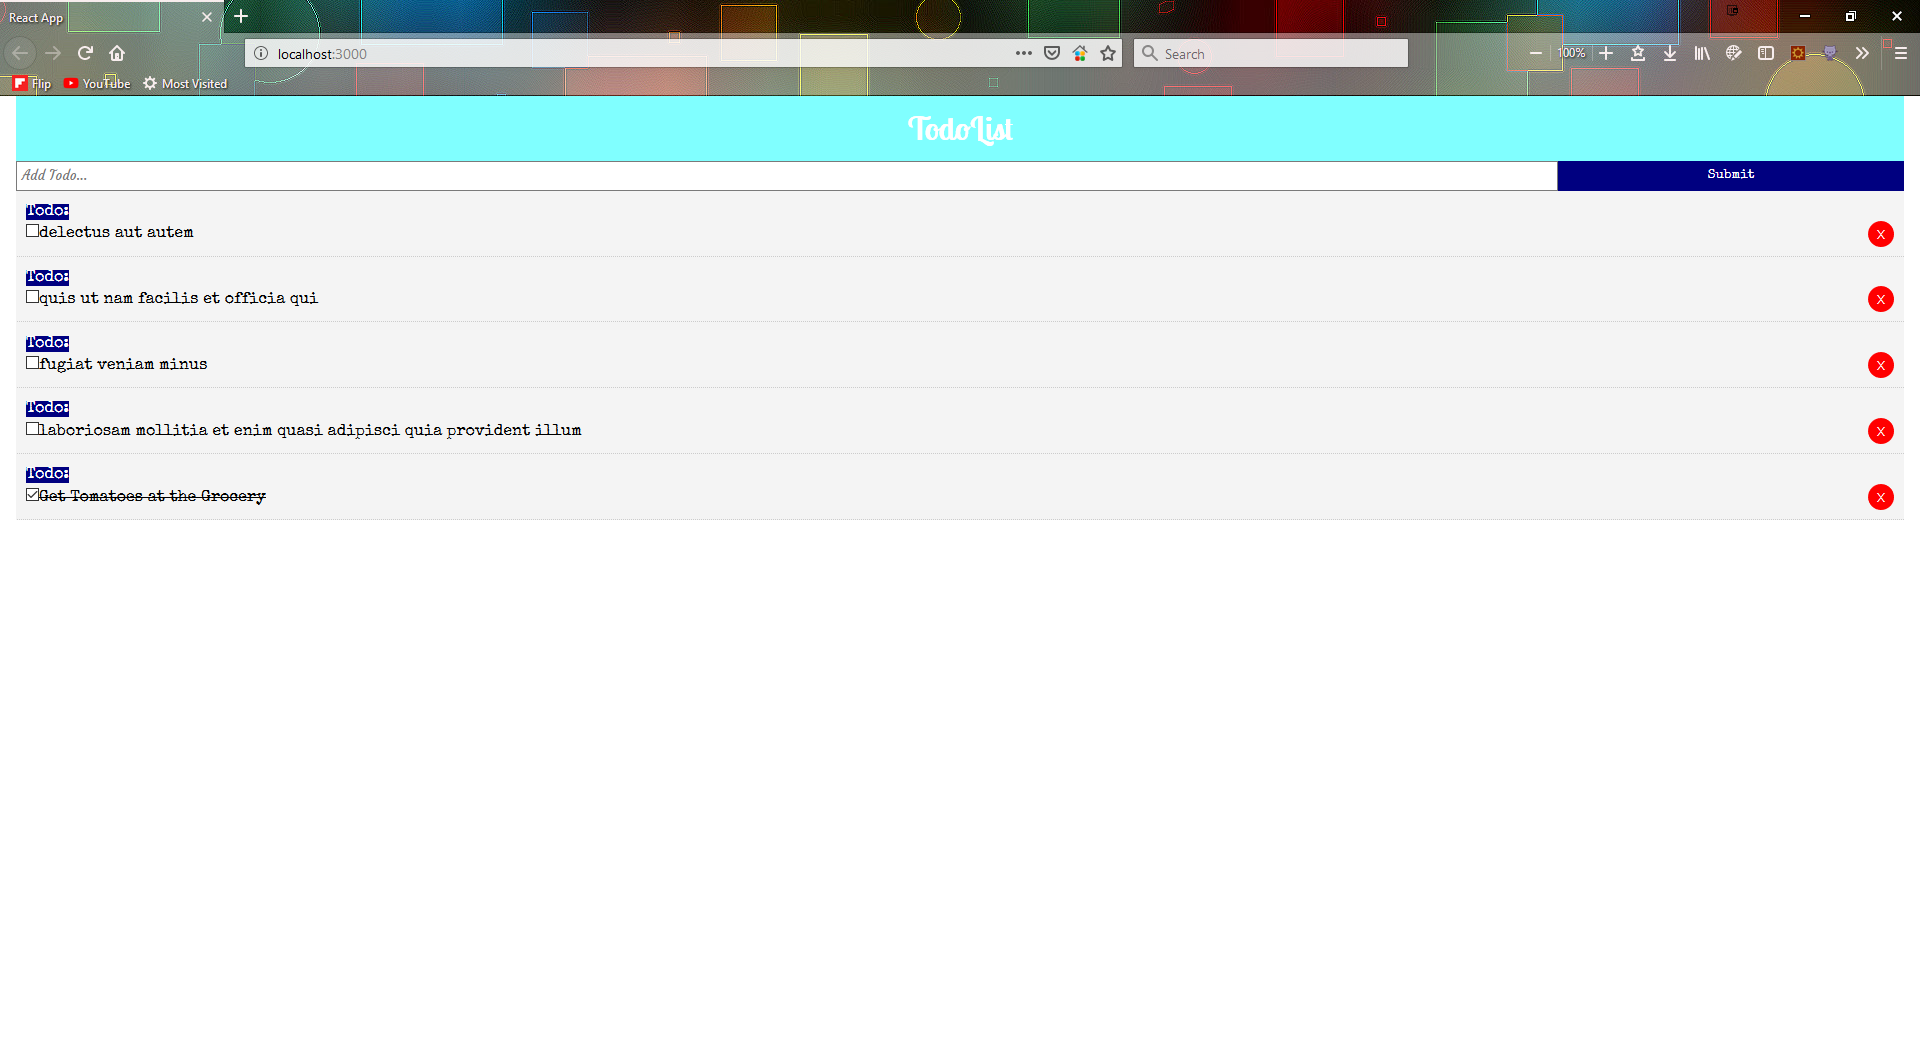 React App
localhost:3000
Search
100%
Flip
YouTube
Most Visited
TodoList
Add Todo...
Submit
Todo:
delectus aut autem
X
Todo:
quis ut nam facilis et officia qui
X
Todo:
fugiat veniam minus
X
Todo:
laboriosam mollitia et enim quasi adipisci quia provident illum
X
Todo:
Get Tomatoes at the Grocery
X